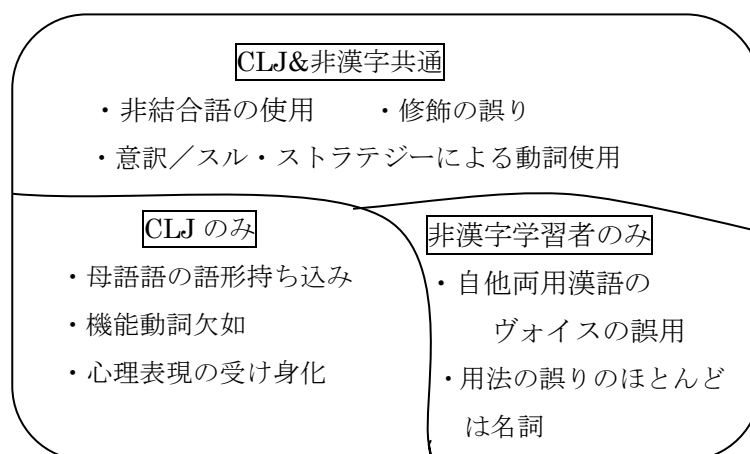 CLJ&非漢字共通
・非結合語の使用　・修飾の誤り
・意訳／スル・ストラテジーによる動詞使用
CLJ のみ
・母語語の語形持ち込み
・機能動詞欠如
・心理表現の受け身化
非漢字学習者のみ
・自他両用漢語の
ヴォイスの誤用
・用法の誤りのほとんど
は名詞